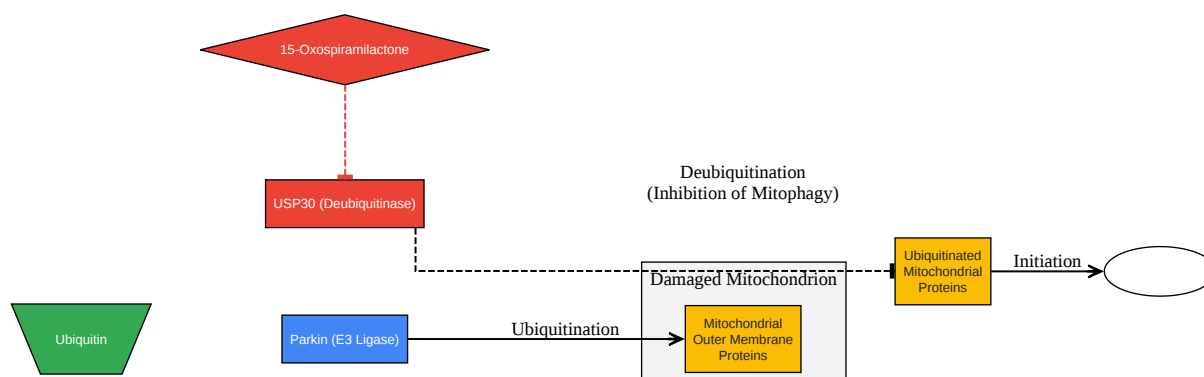 15-Oxospiramilactone
USP30 (Deubiquitinase)
Deubiquitination
(Inhibition of Mitophagy)
Ubiquitinated
Mitochondrial
Proteins
Initiation
Damaged Mitochondrion
Ubiquitin
Parkin (E3 Ligase)
Ubiquitination
Mitochondrial
Outer Membrane
Proteins